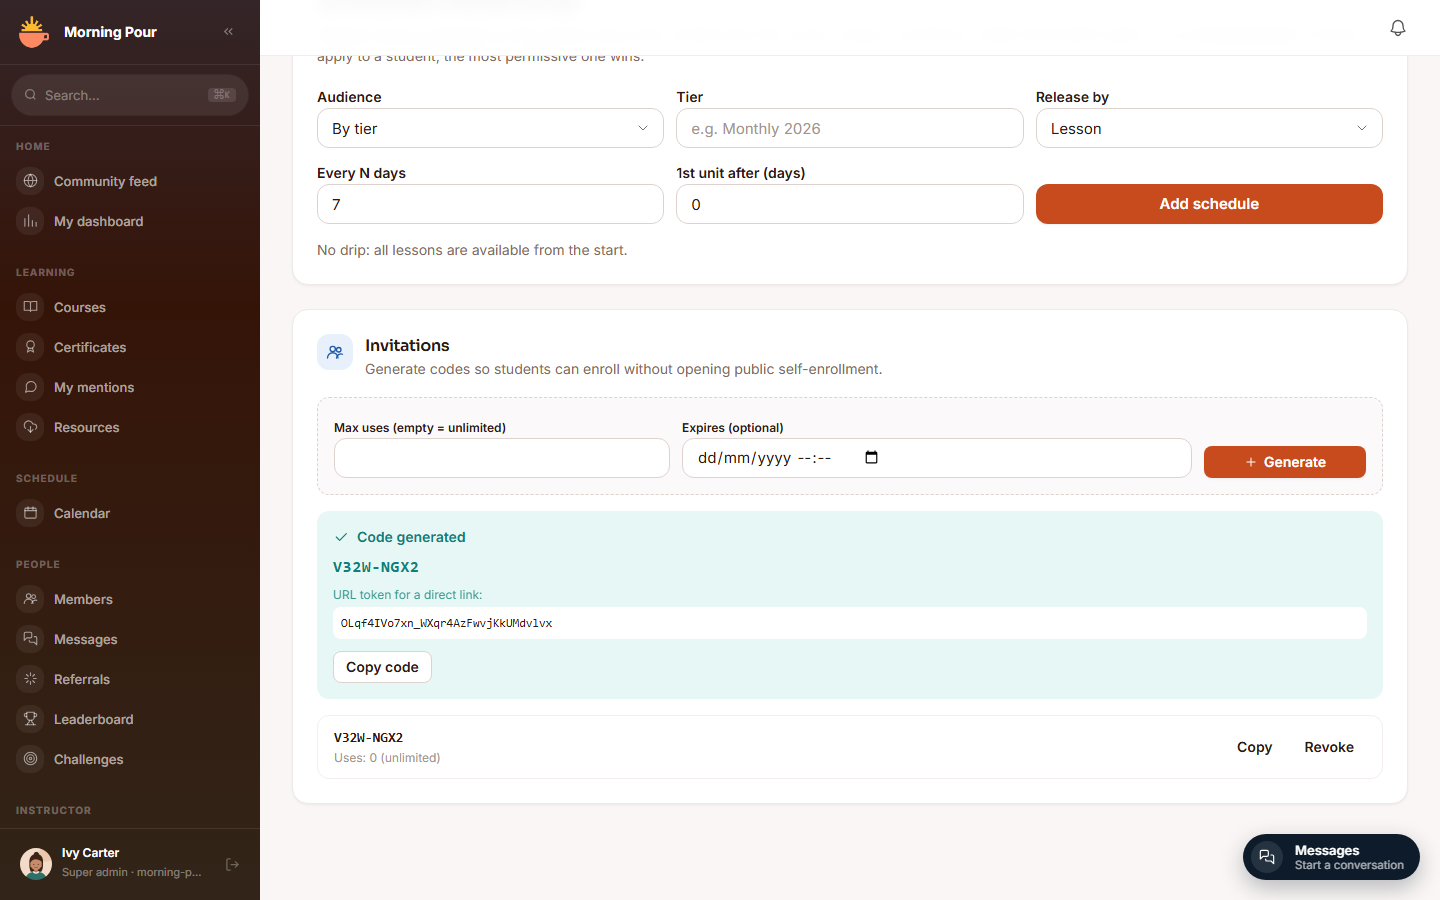 Morning Pour
Search...
⌘K
HOME
Community feed
My dashboard
LEARNING
Courses
Certificates
My mentions
Resources
SCHEDULE
Calendar
PEOPLE
Members
Messages
Referrals
Leaderboard
Challenges
INSTRUCTOR
Ivy Carter
Super admin · morning-p...
apply to a student, the most permissive one wins.
Audience
Tier
Release by
By tier
e.g. Monthly 2026
Lesson
Every N days
1st unit after (days)
7
0
Add schedule
No drip: all lessons are available from the start.
Invitations
Generate codes so students can enroll without opening public self-enrollment.
Max uses (empty = unlimited)
Expires (optional)
dd/mm/yyyy --:--
+ Generate
Code generated
V32W-NGX2
URL token for a direct link:
OLqf4IVo7xn_WXqr4AzFwvjKkUMdvlvx
Copy code
V32W-NGX2
Uses: 0 (unlimited)
Copy
Revoke
Messages
Start a conversation